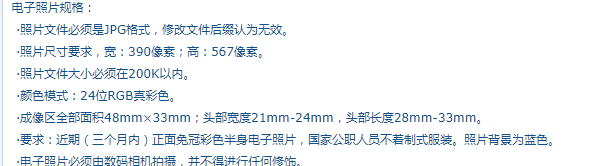 电子照片规格：
·照片文件必须是JPG格式，修改文件后缀认为无效。
·照片尺寸要求，宽：390像素；高：567像素。
·照片文件大小必须在200K以内。
·颜色模式：24位RGB真彩色。
·成像区全部面积48mm×33mm；头部宽度21mm-24mm，头部长度28mm-33mm。
·要求：近期（三个月内）正面免冠彩色半身电子照片，国家公职人员不着制式服装。照片背景为蓝色。
·电子照片必须由数码相机拍摄，并不得进行任何修饰。